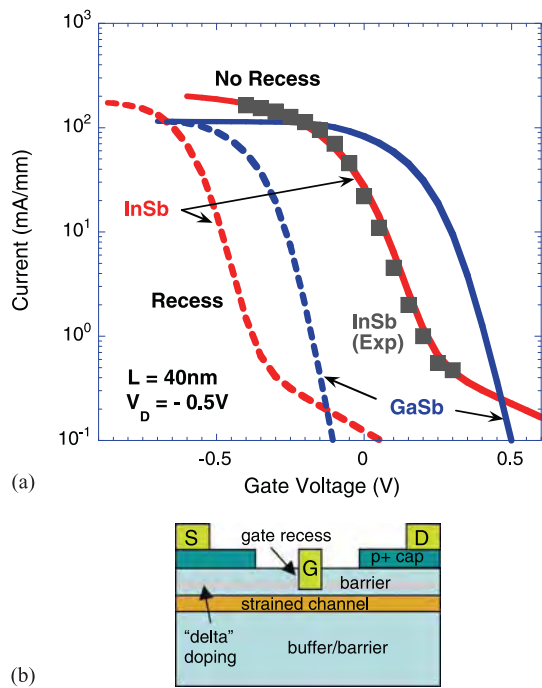 10³
10²
10¹
10⁰
10⁻¹
Current (mA/mm)
No Recess
InSb
Recess
InSb
(Exp)
L = 40nm
V_D = - 0.5V
GaSb
-0.5
0
0.5
Gate Voltage (V)
(a)
S
gate recess
G
D
p+ cap
barrier
strained channel
"delta"
doping
buffer/barrier
(b)